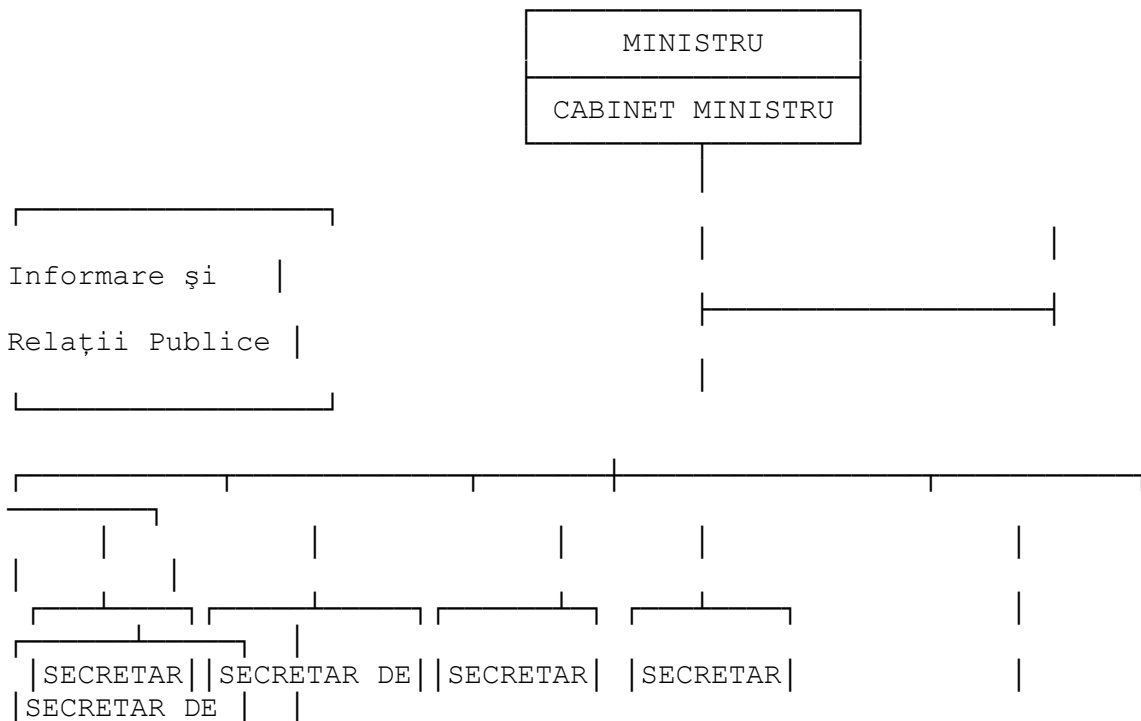 MINISTRU
CABINET MINISTRU
Informare şi
Relaţii Publice
SECRETAR SECRETAR DE SECRETAR SECRETAR
SECRETAR DE